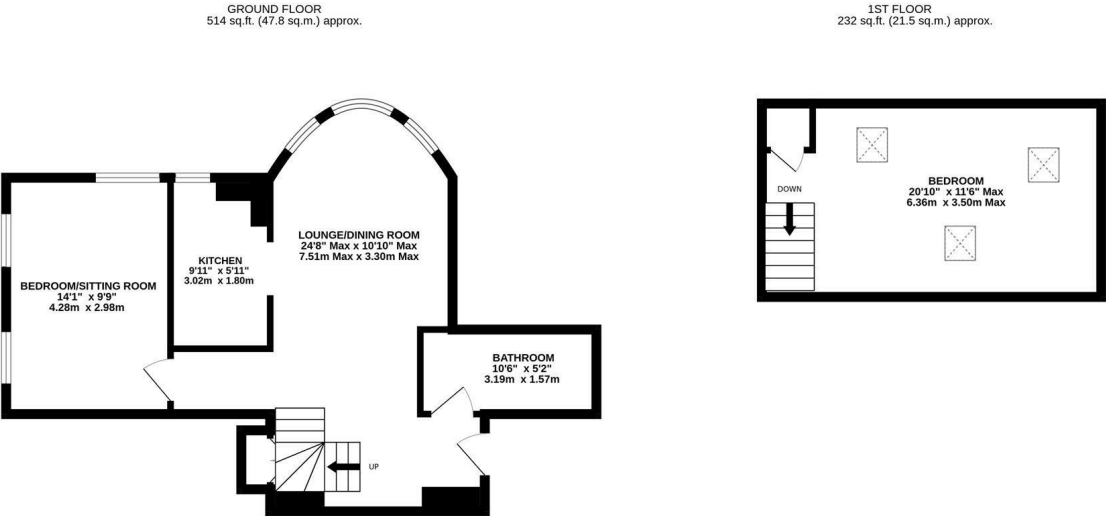 GROUND FLOOR
514 sq.ft. (47.8 sq.m.) approx.
1ST FLOOR
232 sq.ft. (21.5 sq.m.) approx.
BEDROOM/SITTING ROOM
14'1" x 9'9"
4.28m x 2.98m
KITCHEN
9'11" x 5'11"
3.02m x 1.80m
LOUNGE/DINING ROOM
24'8" Max x 10'10" Max
7.51m Max x 3.30m Max
BATHROOM
10'6" x 5'2"
3.19m x 1.57m
UP
DOWN
BEDROOM
20'10" x 11'6" Max
6.36m x 3.50m Max